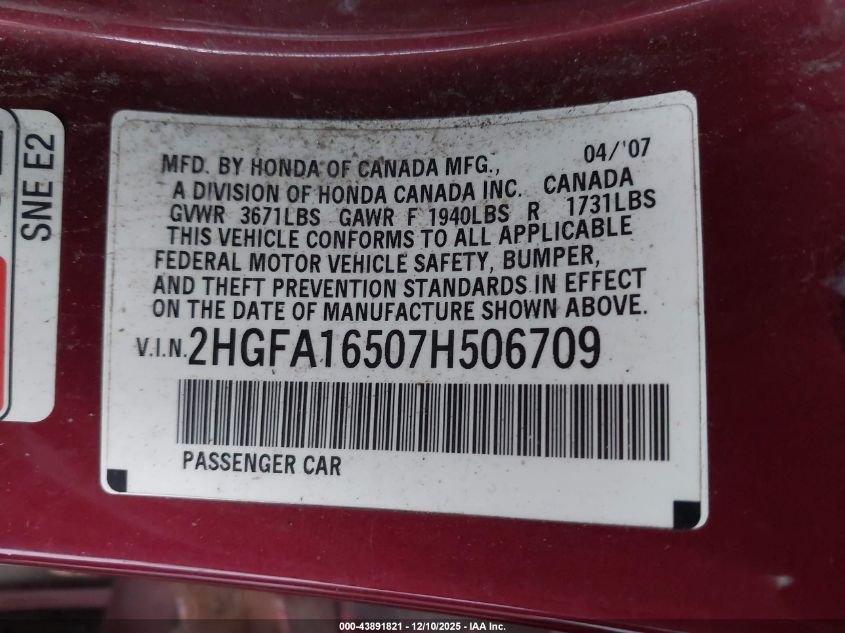 SNE E2
MFD. BY HONDA OF CANADA MFG., 04/'07
A DIVISION OF HONDA CANADA INC. CANADA
GVWR 3671LBS GAWR F 1940LBS R 1731LBS
THIS VEHICLE CONFORMS TO ALL APPLICABLE
FEDERAL MOTOR VEHICLE SAFETY, BUMPER,
AND THEFT PREVENTION STANDARDS IN EFFECT
ON THE DATE OF MANUFACTURE SHOWN ABOVE.
V.I.N. 2HGFA16507H506709
PASSENGER CAR
000-43891821 - 12/10/2025 - IAA Inc.